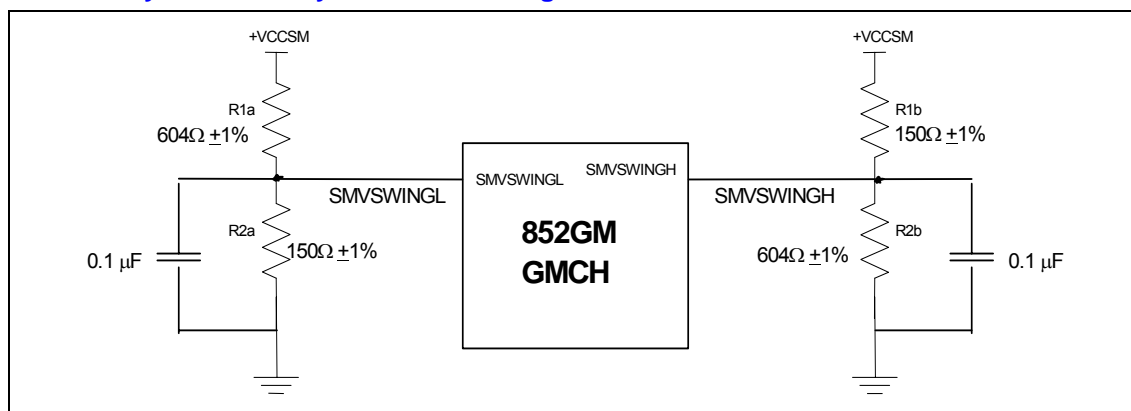 +VCCSM
+VCCSM
R1a
604Ω ±1%
R1b
150Ω ±1%
SMVSWINGL
SMVSWINGH
SMVSWINGL
SMVSWINGH
852GM
GMCH
R2a
150Ω ±1%
0.1 μF
R2b
604Ω ±1%
0.1 μF